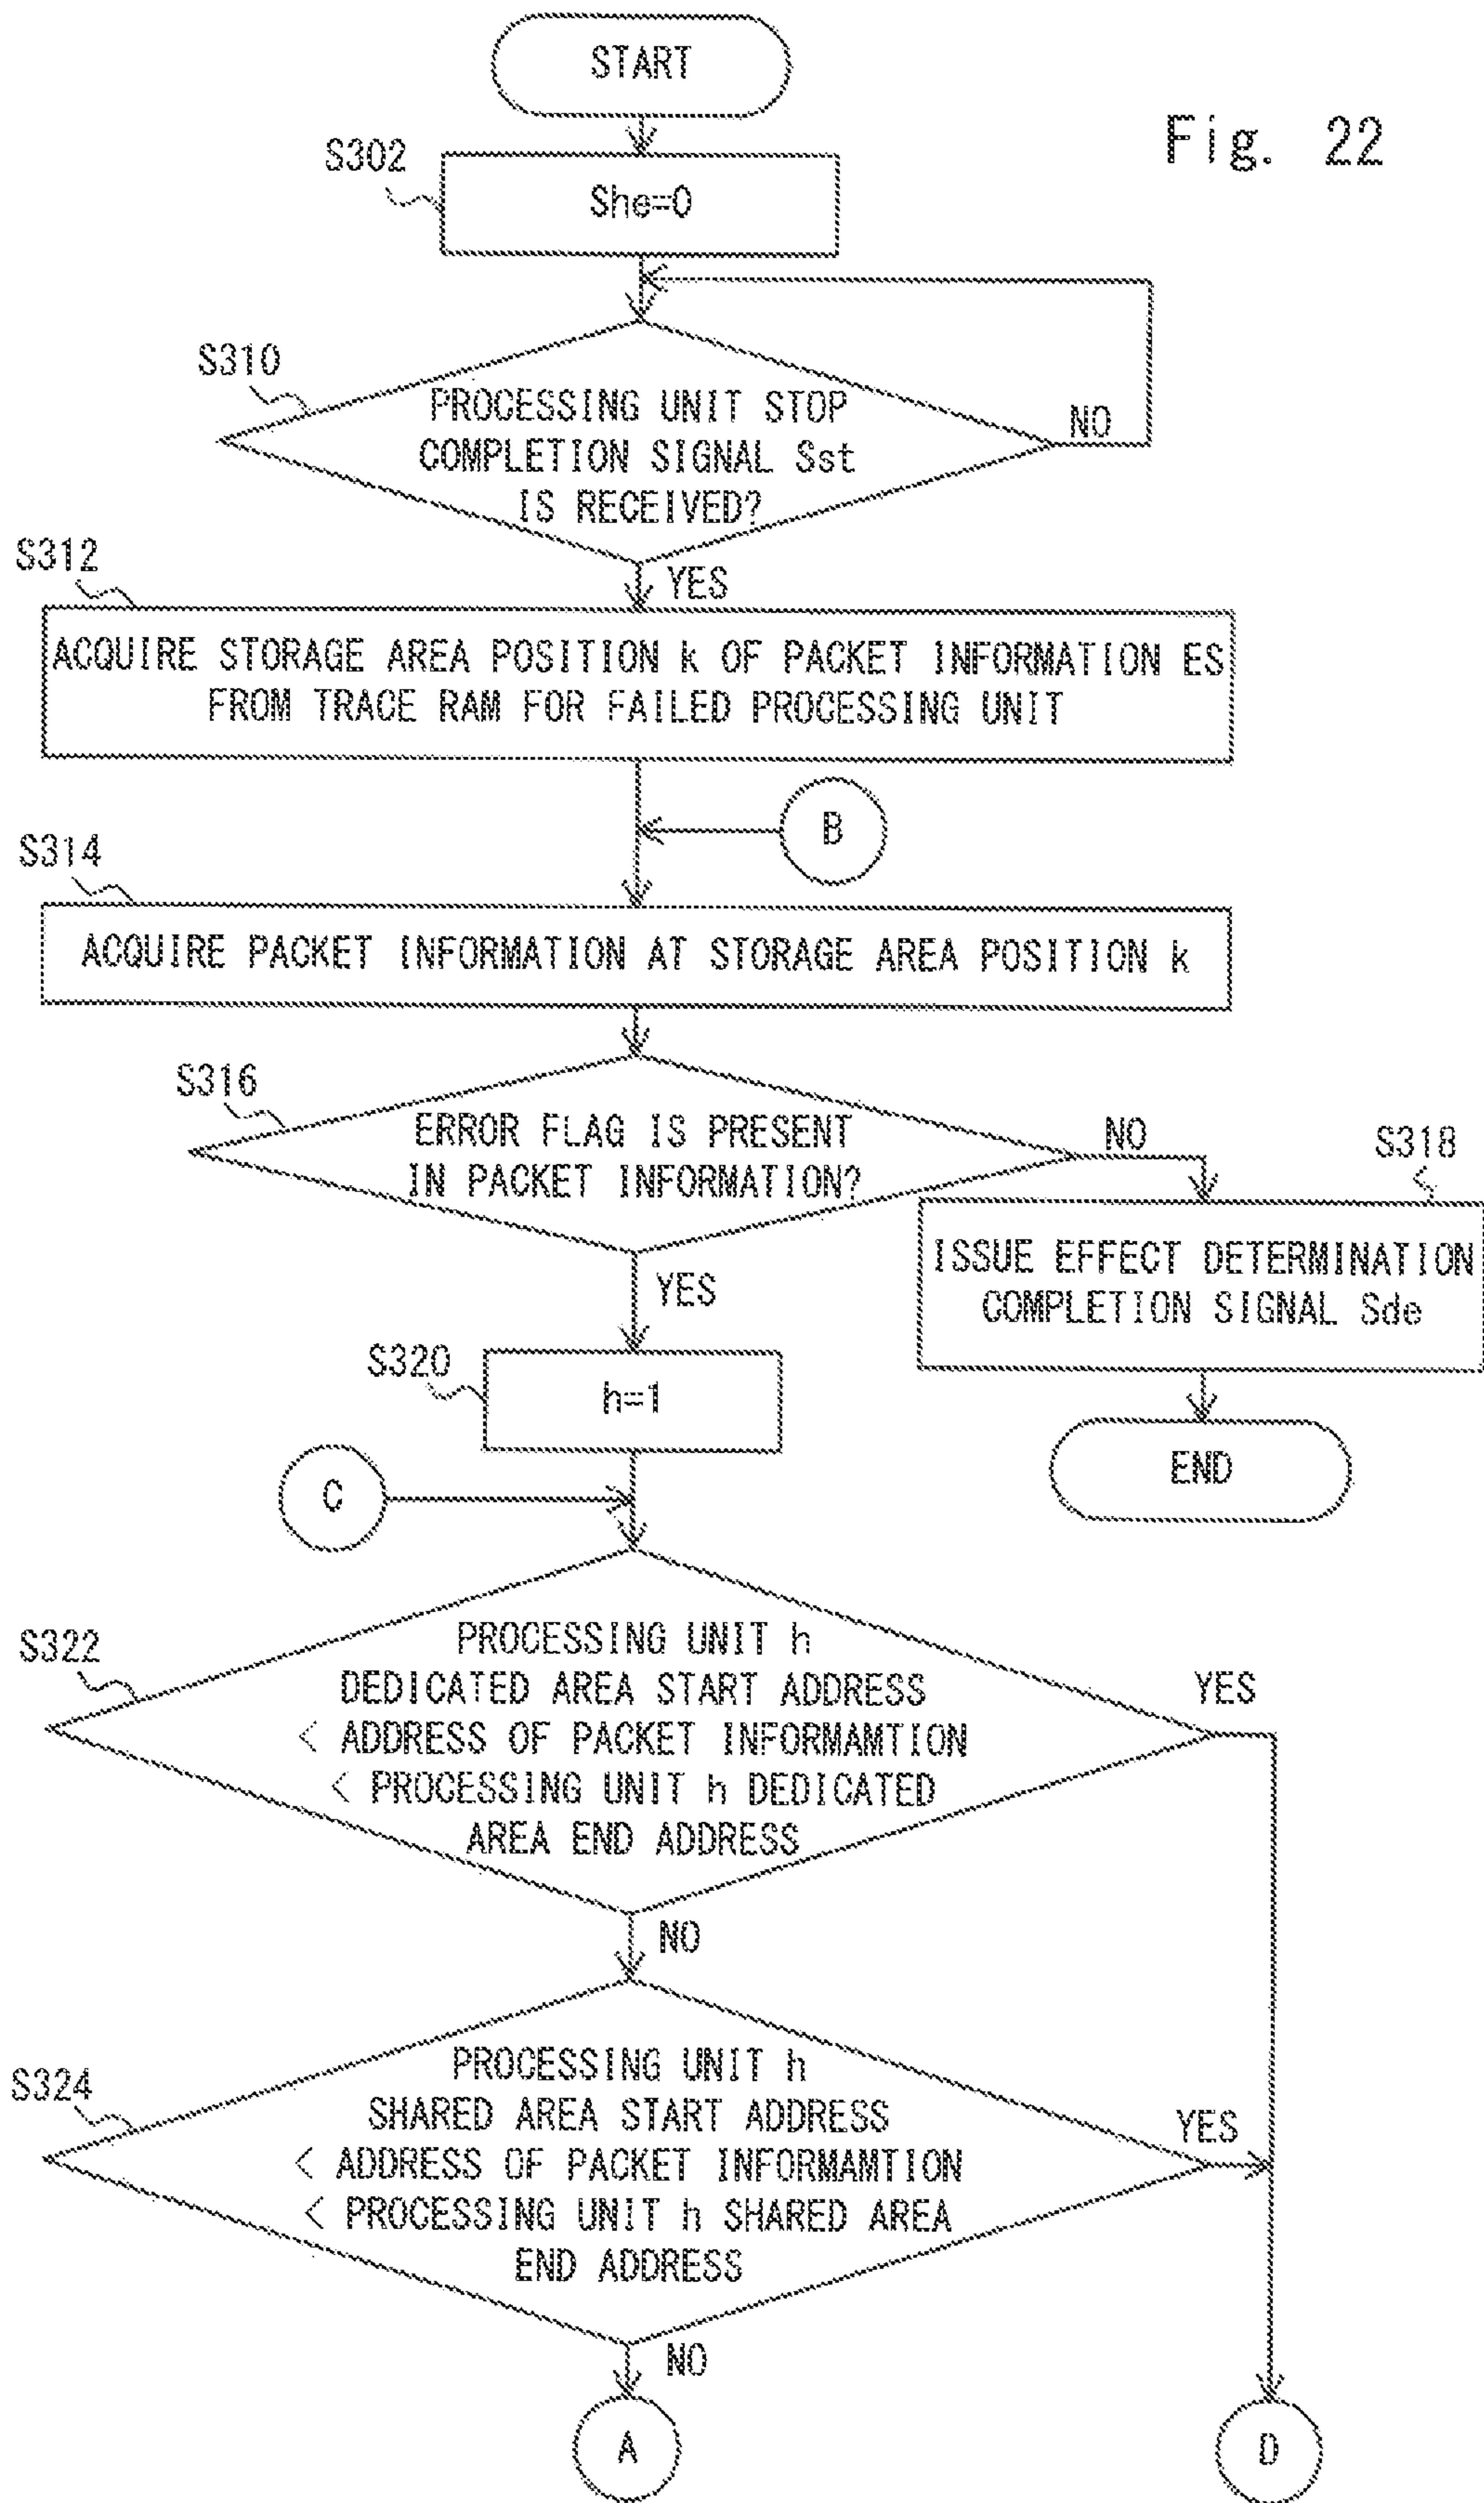 START
Fig. 22
S302
She=0
S310
PROCESSING UNIT STOP
COMPLETION SIGNAL Sst
IS RECEIVED?
NO
YES
S312
ACQUIRE STORAGE AREA POSITION k OF PACKET INFORMATION ES
FROM TRACE RAM FOR FAILED PROCESSING UNIT
B
S314
ACQUIRE PACKET INFORMATION AT STORAGE AREA POSITION k
S316
ERROR FLAG IS PRESENT
IN PACKET INFORMATION?
NO
S318
ISSUE EFFECT DETERMINATION
COMPLETION SIGNAL Sde
YES
S320
h=1
END
C
S322
PROCESSING UNIT h
DEDICATED AREA START ADDRESS
< ADDRESS OF PACKET INFORMAMTION
< PROCESSING UNIT h DEDICATED
AREA END ADDRESS
YES
NO
S324
PROCESSING UNIT h
SHARED AREA START ADDRESS
< ADDRESS OF PACKET INFORMAMTION
< PROCESSING UNIT h SHARED AREA
END ADDRESS
YES
NO
A
D